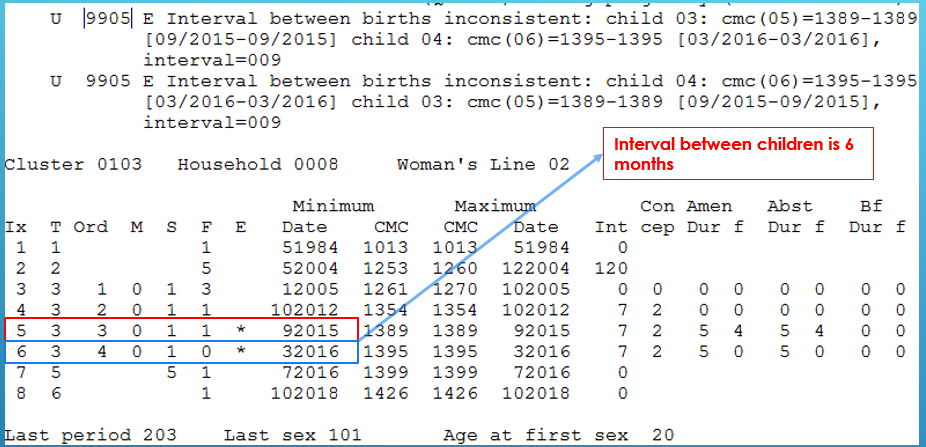 U 9905 E Interval between births inconsistent: child 03: cmc(05)=1389-1389
[09/2015-09/2015] child 04: cmc(06)=1395-1395 [03/2016-03/2016],
interval=009
U 9905 E Interval between births inconsistent: child 04: cmc(06)=1395-1395
[03/2016-03/2016] child 03: cmc(05)=1389-1389 [09/2015-09/2015],
interval=009
Interval between children is 6
months
Cluster 0103 Household 0008 Woman's Line 02
Minimum Maximum Con Amen Abst Bf
Ix T Ord M S F E Date CMC CMC Date Int cep Dur f Dur f Dur f
1 1 1 51984 1013 1013 51984 0
2 2 5 52004 1253 1260 122004 120
3 3 1 0 1 3 12005 1261 1270 102005 0 0 0 0 0 0 0 0
4 3 2 0 1 1 102012 1354 1354 102012 7 2 0 0 0 0 0 0
5 3 3 0 1 1 * 92015 1389 1389 92015 7 2 5 4 5 4 0 0
6 3 4 0 1 0 * 32016 1395 1395 32016 7 2 5 0 5 0 0 0
7 5 5 1 72016 1399 1399 72016 0
8 6 1 102018 1426 1426 102018 0
Last period 203 Last sex 101 Age at first sex 20